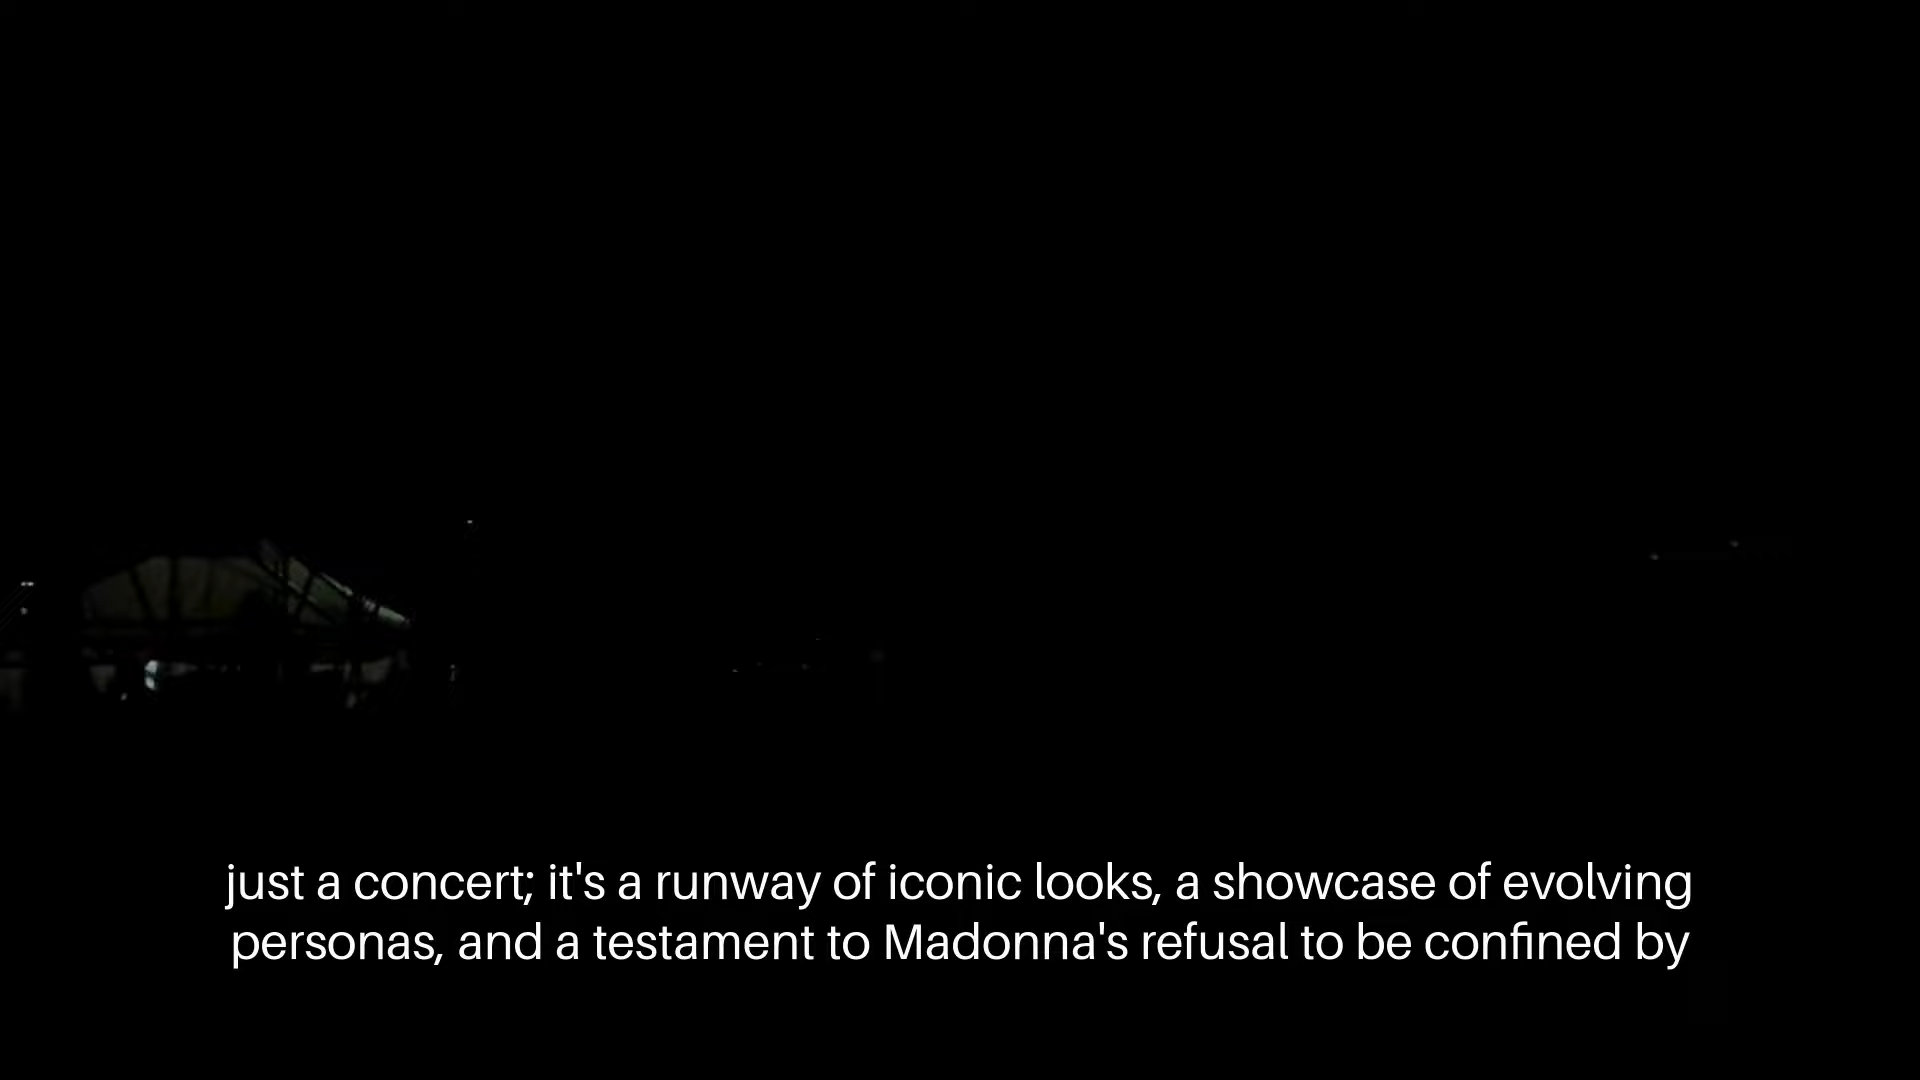 just a concert; it's a runway of iconic looks, a showcase of evolving
personas, and a testament to Madonna's refusal to be confined by